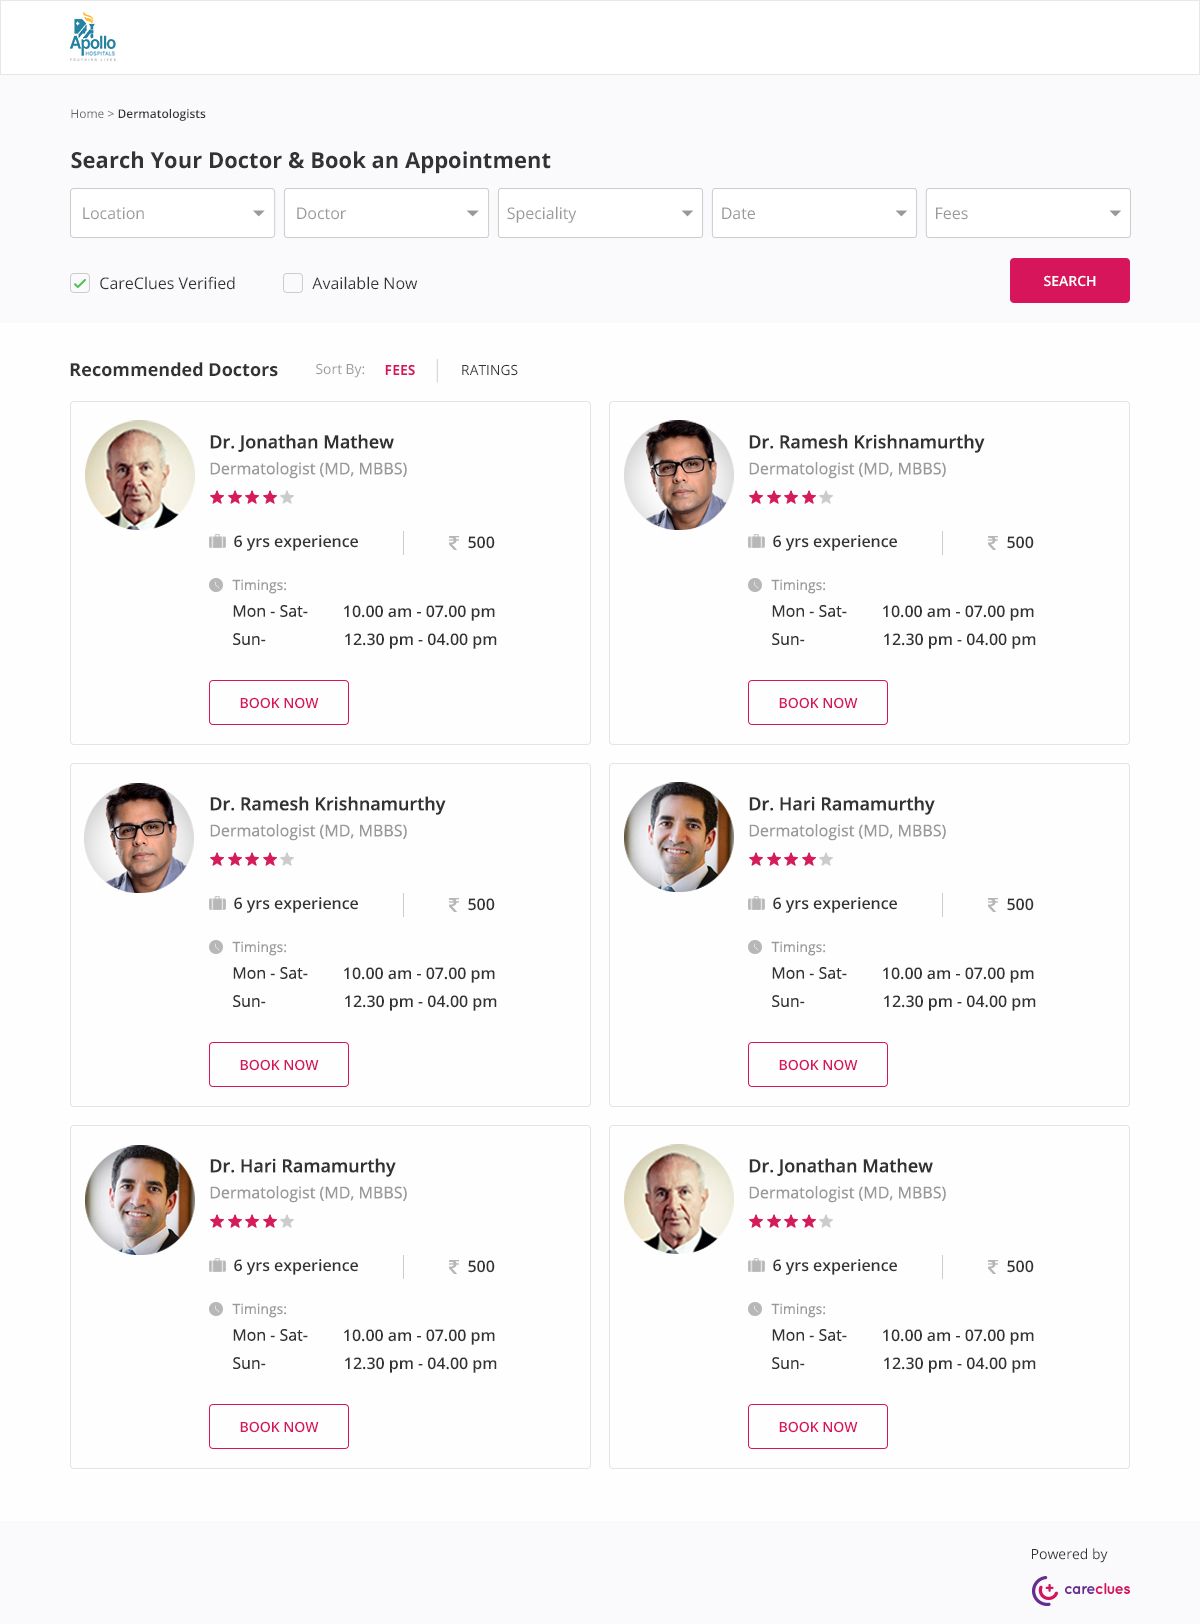 Apollo
HOSPITALS
TOUCHING LIVES
Home > Dermatologists
Search Your Doctor & Book an Appointment
Location Doctor Speciality Date Fees
CareClues Verified Available Now SEARCH
Recommended Doctors Sort By: FEES RATINGS
Dr. Jonathan Mathew
Dermatologist (MD, MBBS)
6 yrs experience ₹ 500
Timings:
Mon - Sat- 10.00 am - 07.00 pm
Sun- 12.30 pm - 04.00 pm
BOOK NOW
Dr. Ramesh Krishnamurthy
Dermatologist (MD, MBBS)
6 yrs experience ₹ 500
Timings:
Mon - Sat- 10.00 am - 07.00 pm
Sun- 12.30 pm - 04.00 pm
BOOK NOW
Dr. Ramesh Krishnamurthy
Dermatologist (MD, MBBS)
6 yrs experience ₹ 500
Timings:
Mon - Sat- 10.00 am - 07.00 pm
Sun- 12.30 pm - 04.00 pm
BOOK NOW
Dr. Hari Ramamurthy
Dermatologist (MD, MBBS)
6 yrs experience ₹ 500
Timings:
Mon - Sat- 10.00 am - 07.00 pm
Sun- 12.30 pm - 04.00 pm
BOOK NOW
Dr. Hari Ramamurthy
Dermatologist (MD, MBBS)
6 yrs experience ₹ 500
Timings:
Mon - Sat- 10.00 am - 07.00 pm
Sun- 12.30 pm - 04.00 pm
BOOK NOW
Dr. Jonathan Mathew
Dermatologist (MD, MBBS)
6 yrs experience ₹ 500
Timings:
Mon - Sat- 10.00 am - 07.00 pm
Sun- 12.30 pm - 04.00 pm
BOOK NOW
Powered by
careclues